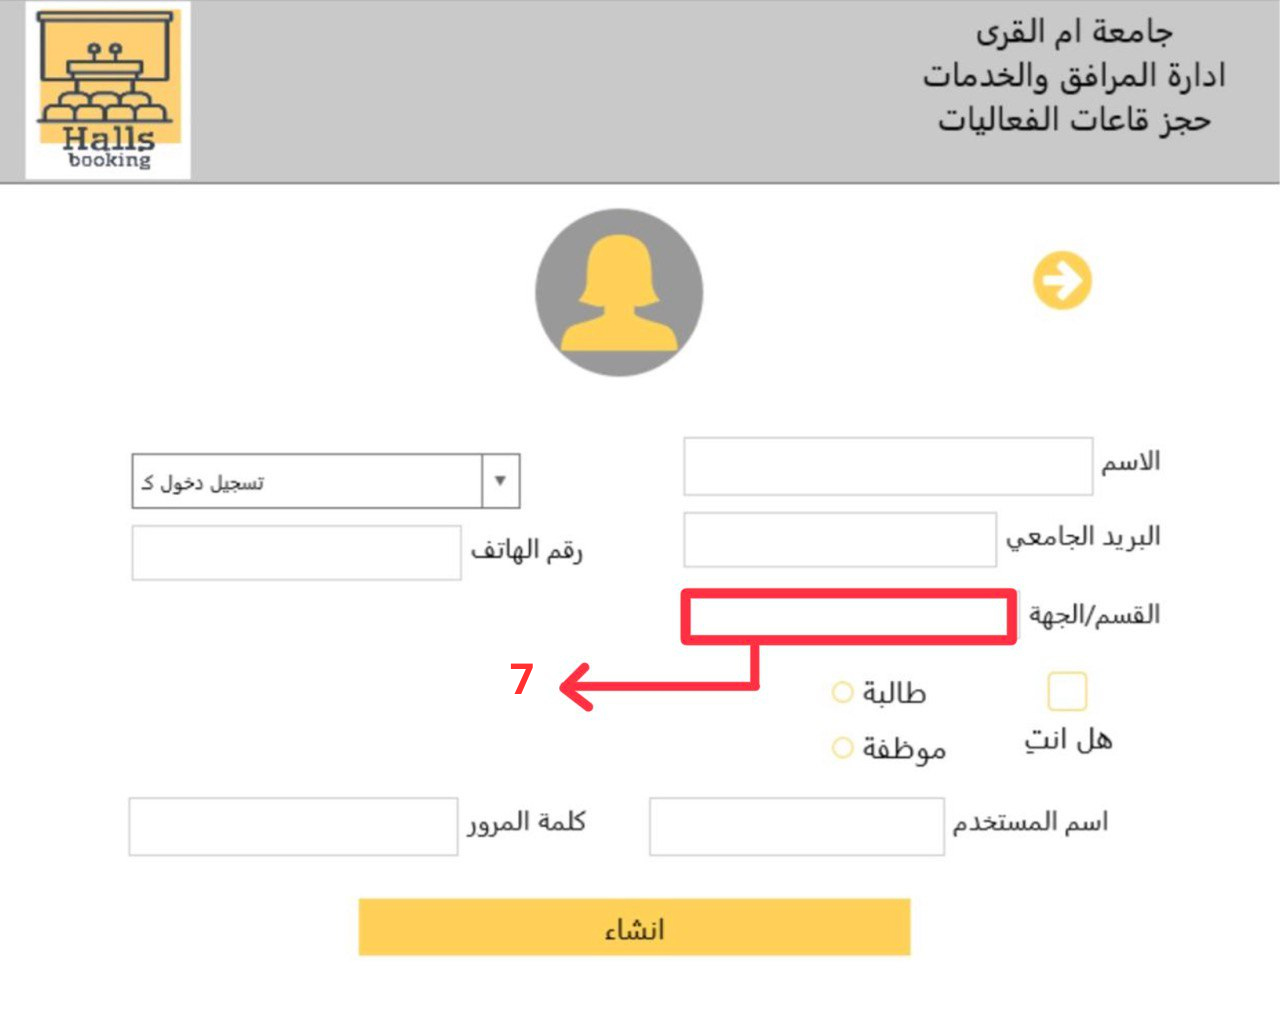 جامعة ام القرى
ادارة المرافق والخدمات
حجز قاعات الفعاليات
Halls
booking
الاسم
تسجيل دخول كـ
البريد الجامعي
رقم الهاتف
القسم/الجهة
7
طالبة
هل انتِ
موظفة
اسم المستخدم
كلمة المرور
انشاء